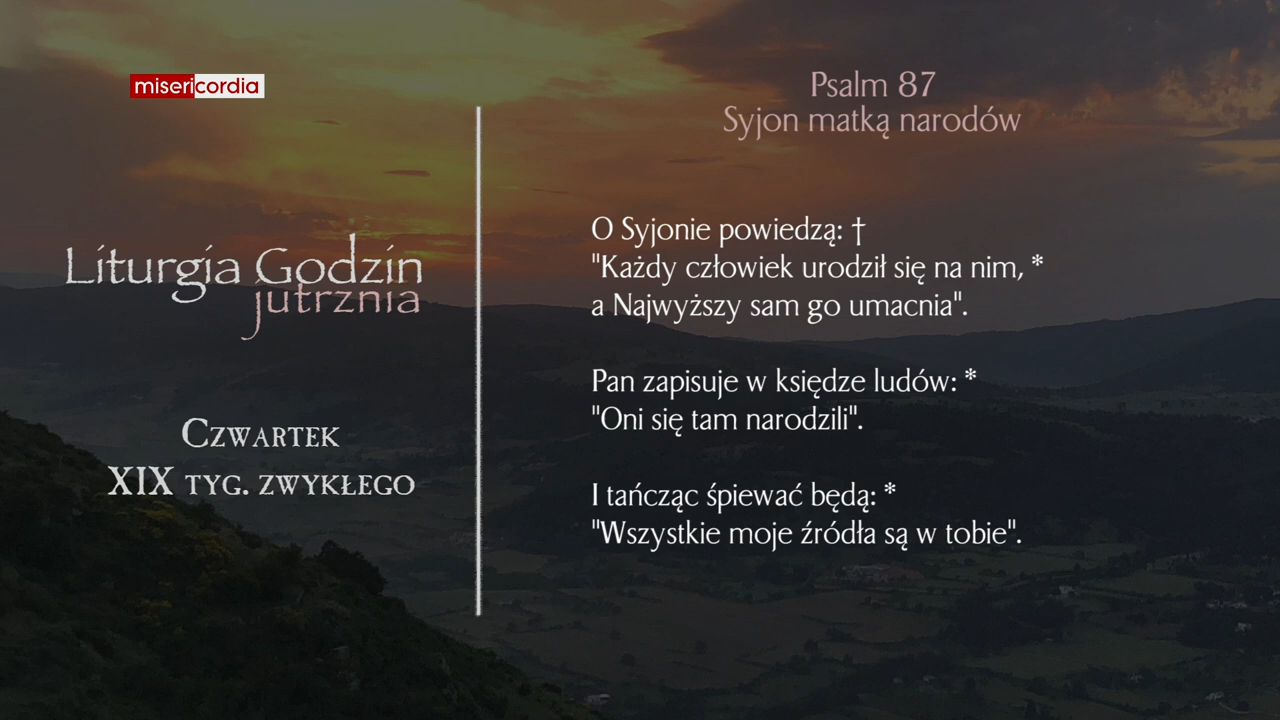 misericordia
Liturgia Godzin
jutrznia
Czwartek
XIX tyg. zwykłego
Psalm 87
Syjon matką narodów
O Syjonie powiedzą: †
"Każdy człowiek urodził się na nim, *
a Najwyższy sam go umacnia".
Pan zapisuje w księdze ludów: *
"Oni się tam narodzili".
I tańcząc śpiewać będą: *
"Wszystkie moje źródła są w tobie".